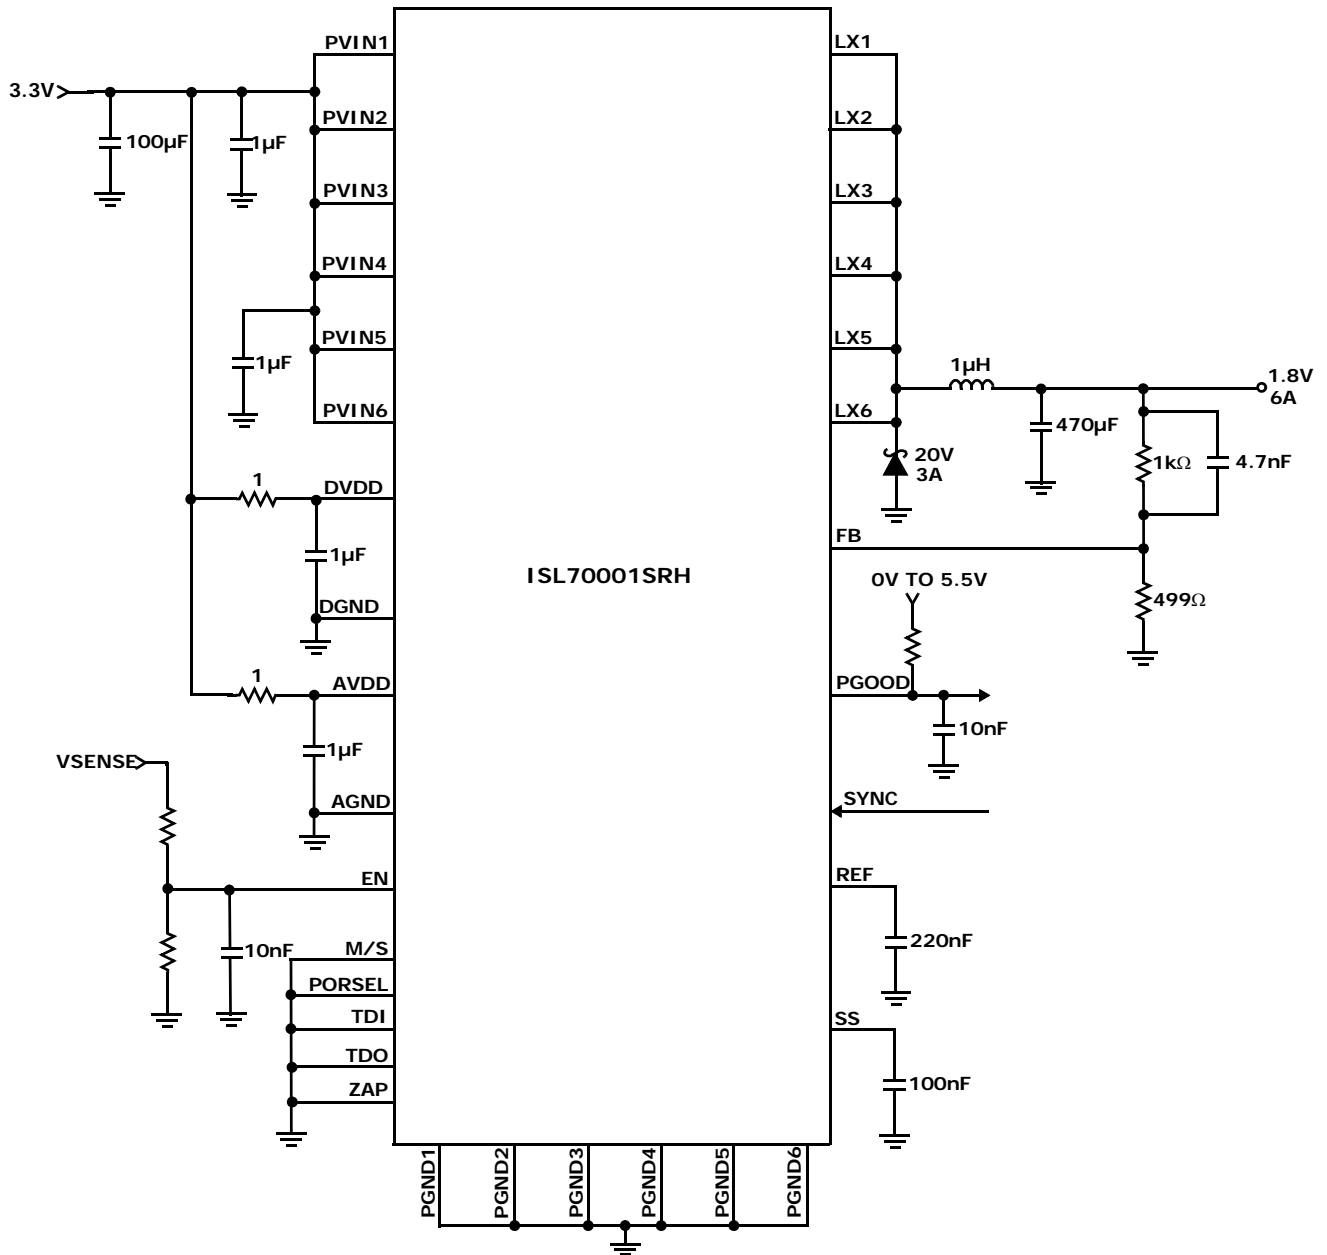 PVIN1
3.3V
100µF
1µF
PVIN2
PVIN3
PVIN4
1µF
PVIN5
PVIN6
1
DVDD
1µF
DGND
1
AVDD
1µF
VSENSE
AGND
EN
10nF
M/S
PORSEL
TDI
TDO
ZAP
ISL70001SRH
PGND1
PGND2
PGND3
PGND4
PGND5
PGND6
LX1
LX2
LX3
LX4
LX5
LX6
1µH
1.8V
6A
470µF
20V
3A
1kΩ
4.7nF
FB
499Ω
0V TO 5.5V
PGOOD
10nF
SYNC
REF
220nF
SS
100nF